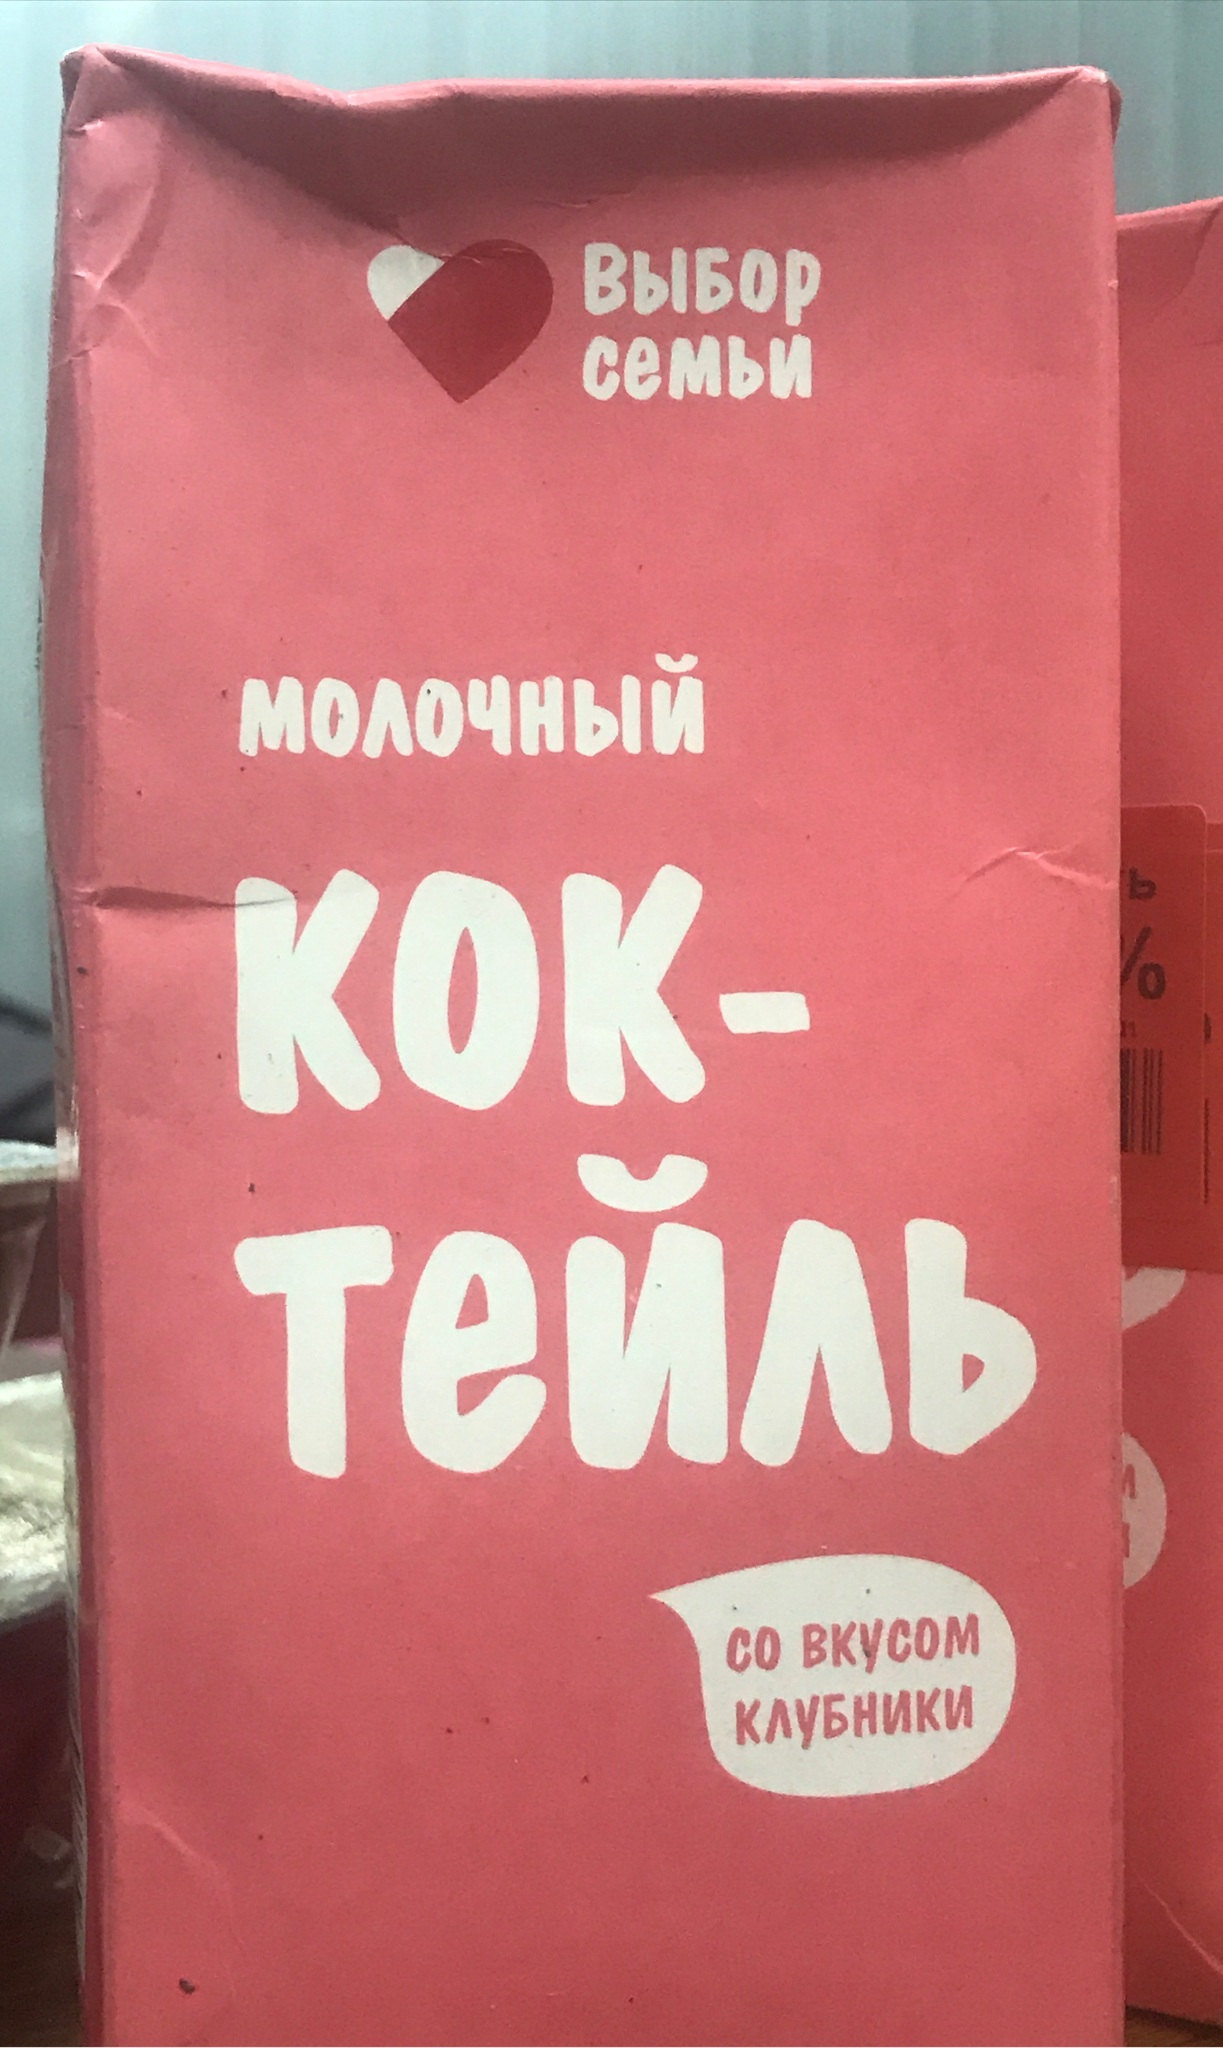 Выбор
семьи
молочный
кок-
тейль
со вкусом
клубники
%